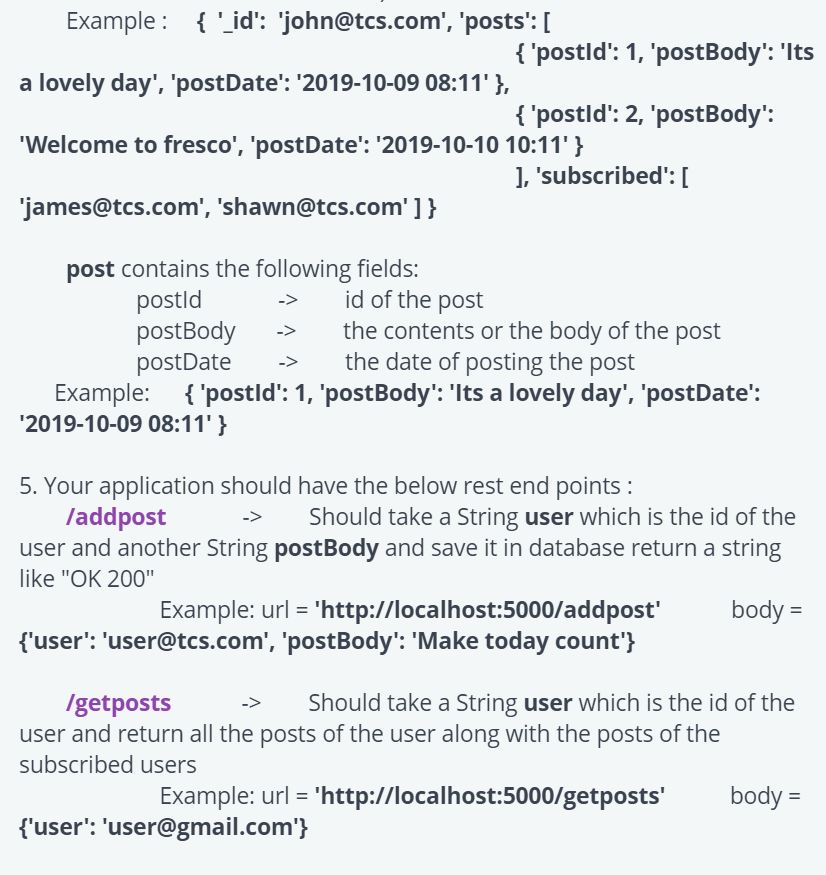 Example : { '_id': 'john@tcs.com', 'posts': [
{ 'postId': 1, 'postBody': 'Its
a lovely day', 'postDate': '2019-10-09 08:11' },
{ 'postId': 2, 'postBody':
'Welcome to fresco', 'postDate': '2019-10-10 10:11' }
], 'subscribed': [
'james@tcs.com', 'shawn@tcs.com' ] }
post contains the following fields:
postId -> id of the post
postBody -> the contents or the body of the post
postDate -> the date of posting the post
Example: { 'postId': 1, 'postBody': 'Its a lovely day', 'postDate':
'2019-10-09 08:11' }
5. Your application should have the below rest end points :
/addpost -> Should take a String user which is the id of the
user and another String postBody and save it in database return a string
like "OK 200"
Example: url = 'http://localhost:5000/addpost' body =
{'user': 'user@tcs.com', 'postBody': 'Make today count'}
/getposts -> Should take a String user which is the id of the
user and return all the posts of the user along with the posts of the
subscribed users
Example: url = 'http://localhost:5000/getposts' body =
{'user': 'user@gmail.com'}